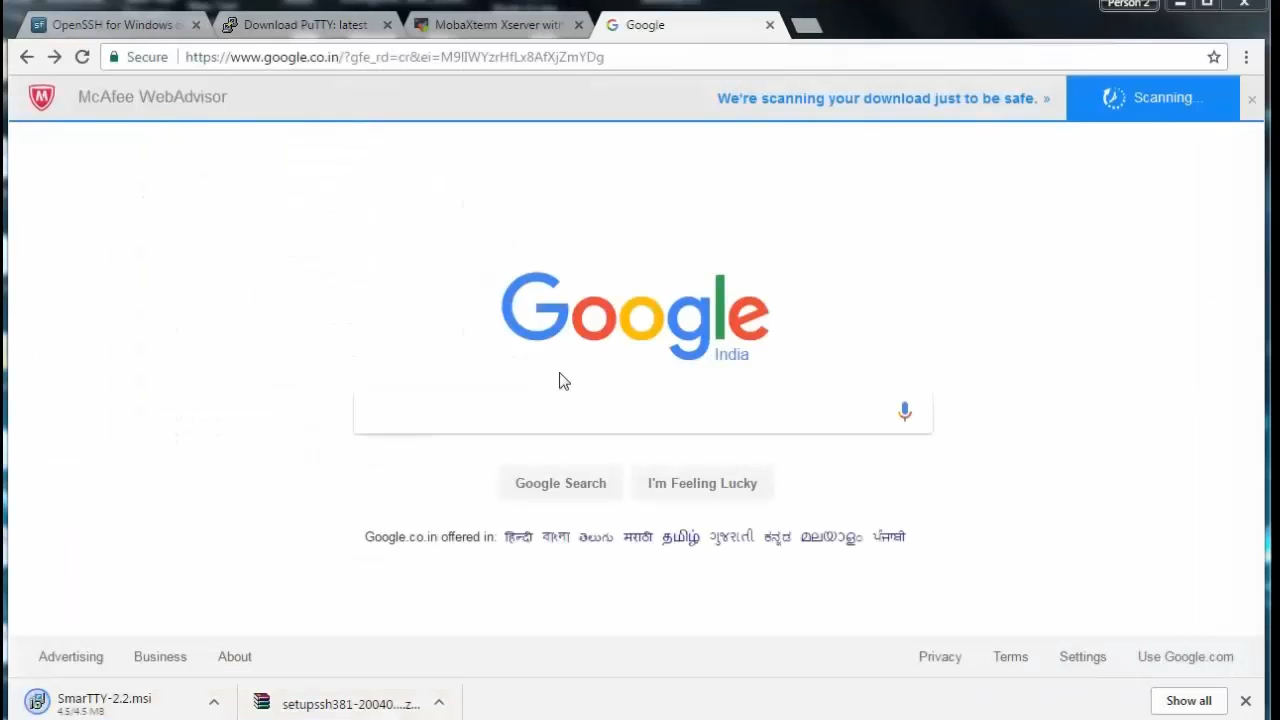 Person 2
OpenSSH for Windows
Download PuTTY: latest
MobaXterm Xserver with
Google
Secure
https://www.google.co.in/?gfe_rd=cr&ei=M9lIWYzrHfLx8AfXjZmYDg
McAfee WebAdvisor
We're scanning your download just to be safe. »
Scanning...
Google
India
Google Search
I'm Feeling Lucky
Google.co.in offered in: हिन्दी বাংলা తెలుగు मराठी தமிழ் ગુજરાતી ಕನ್ನಡ മലയാളം ਪੰਜਾਬੀ
Advertising
Business
About
Privacy
Terms
Settings
Use Google.com
SmarTTY-2.2.msi
4.5/4.5 MB
setupssh381-20040....z...
Show all